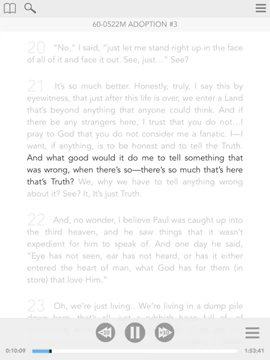 60-0522M ADOPTION #3
20 "No," I said, "just let me stand right up in the face
of all of it and face it out. See, just…" See?
21 It's so much better. Honestly, truly, I say this by
eyewitness, that just after this life is over, we enter a Land
that's beyond anything that anyone could think. And if
there be any strangers here, I trust that you do not…I
pray to God that you do not consider me a fanatic. I—I
want, if anything, is to be honest and to tell the Truth.
And what good would it do me to tell something that
was wrong, when there's so—there's so much that's here
that's Truth? We, why we have to tell anything wrong
about it? See? It, It's just Truth.
22 And, no wonder, I believe Paul was caught up into
the third heaven, and he saw things that it wasn't
expedient for him to speak of. And one day he said,
"Eye has not seen, ear has not heard, or has it either
entered the heart of man, what God has for them (in
store) that love Him."
23 Oh, we're just living…We're living in a dump pile
0:10:09
1:53:41